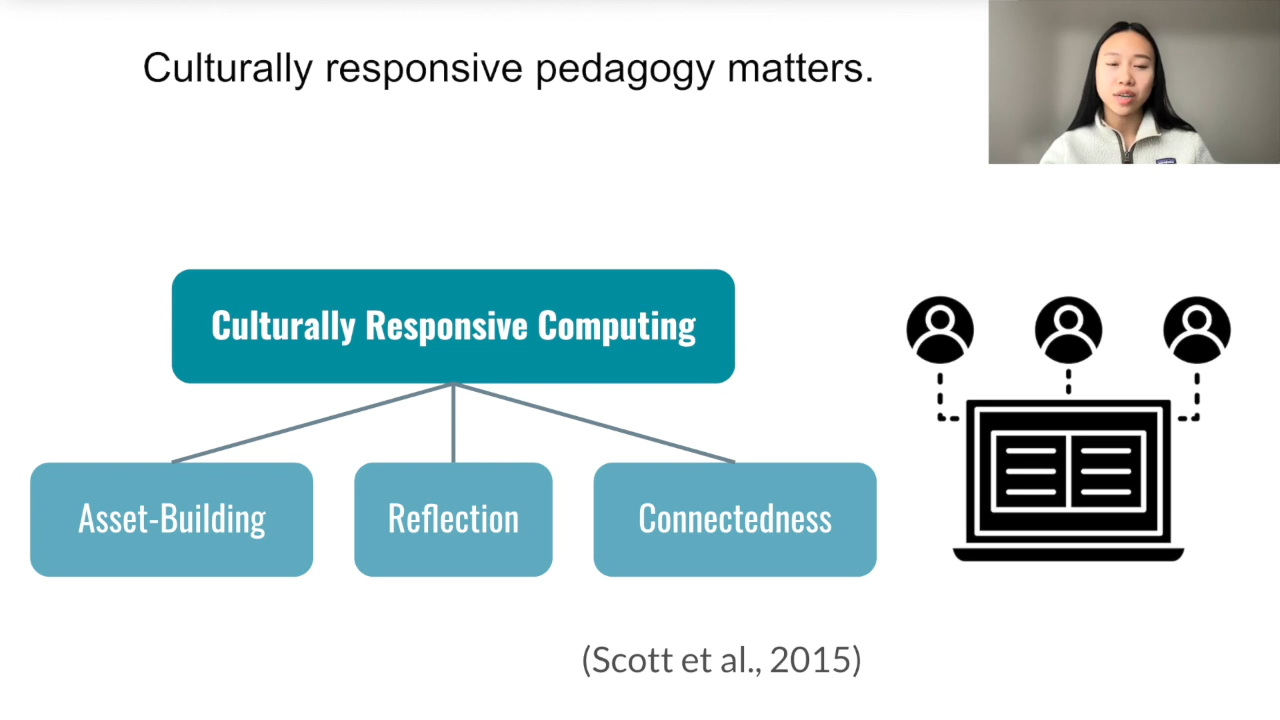 Culturally responsive pedagogy matters.
Culturally Responsive Computing
Asset-Building
Reflection
Connectedness
(Scott et al., 2015)